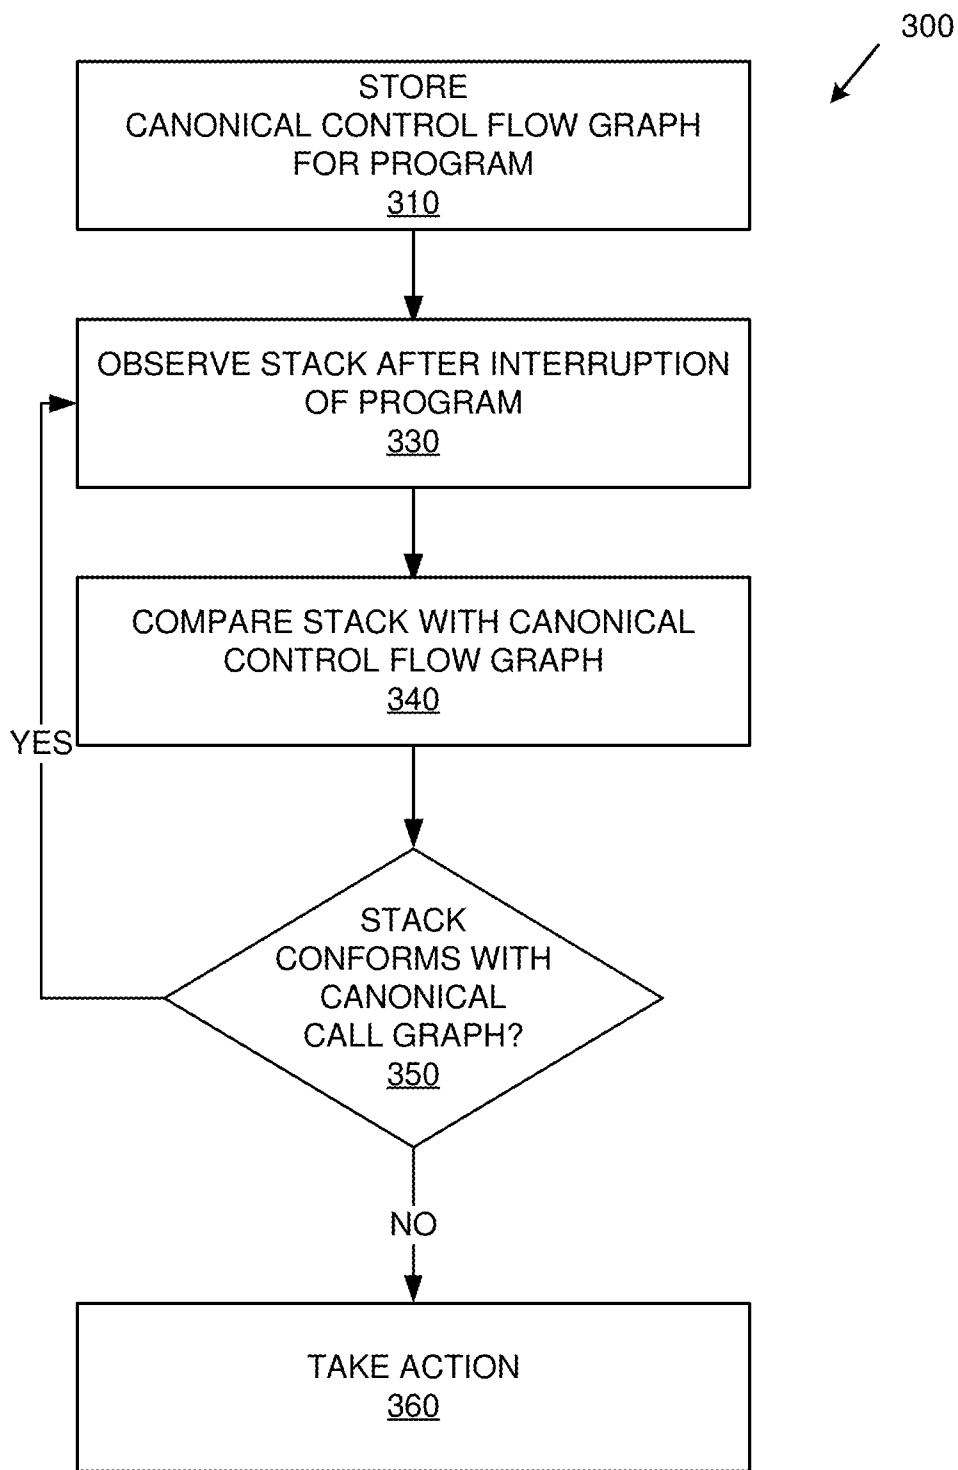 300
STORE
CANONICAL CONTROL FLOW GRAPH
FOR PROGRAM
310
OBSERVE STACK AFTER INTERRUPTION
OF PROGRAM
330
COMPARE STACK WITH CANONICAL
CONTROL FLOW GRAPH
340
YES
STACK
CONFORMS WITH
CANONICAL
CALL GRAPH?
350
NO
TAKE ACTION
360